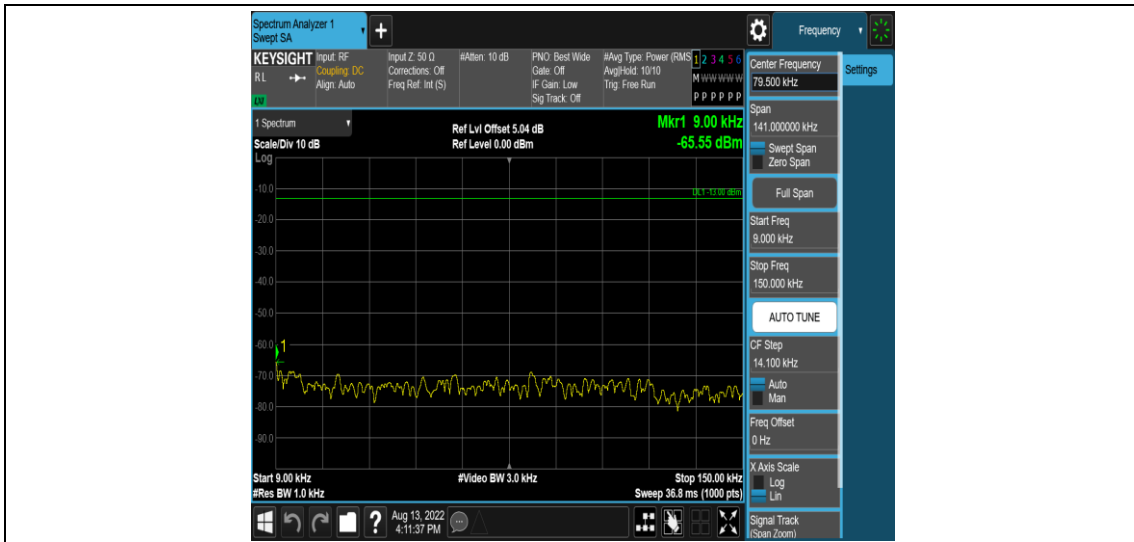 Spectrum Analyzer 1
Swept SA
+
Frequency
KEYSIGHT
RL
LXI
Input: RF
Coupling: DC
Align: Auto
Input Z: 50 Ω
Corrections: Off
Freq Ref: Int (S)
#Atten: 10 dB
PNO: Best Wide
Gate: Off
IF Gain: Low
Sig Track: Off
#Avg Type: Power (RMS
Avg|Hold: 10/10
Trig: Free Run
1 2 3 4 5 6
M W W W W W
P P P P P P
1 Spectrum
Scale/Div 10 dB
Log
Ref Lvl Offset 5.04 dB
Ref Level 0.00 dBm
Mkr1 9.00 kHz
-65.55 dBm
DL1 -13.00 dBm
-10.0
-20.0
-30.0
-40.0
-50.0
-60.0
1
-70.0
-80.0
-90.0
Start 9.00 kHz
#Res BW 1.0 kHz
#Video BW 3.0 kHz
Stop 150.00 kHz
Sweep 36.8 ms (1000 pts)
Center Frequency
79.500 kHz
Settings
Span
141.000000 kHz
Swept Span
Zero Span
Full Span
Start Freq
9.000 kHz
Stop Freq
150.000 kHz
AUTO TUNE
CF Step
14.100 kHz
Auto
Man
Freq Offset
0 Hz
X Axis Scale
Log
Lin
Signal Track
(Span Zoom)
?
Aug 13, 2022
4:11:37 PM